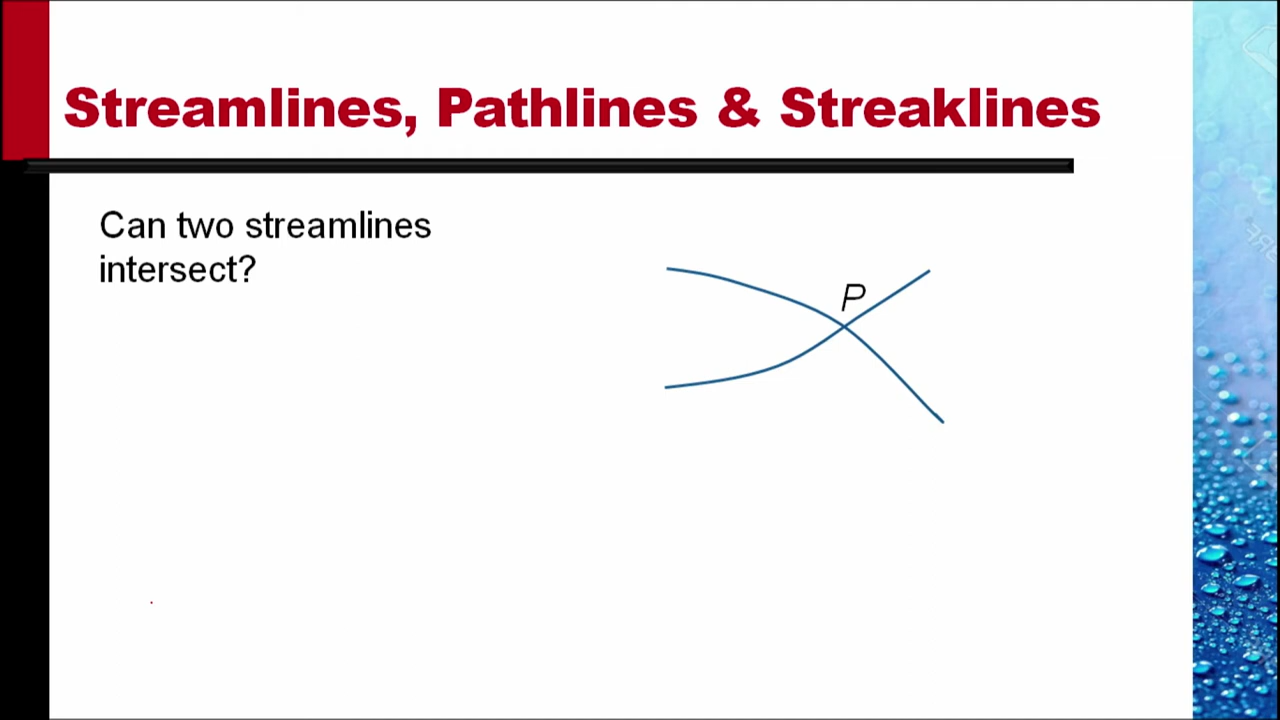 Streamlines, Pathlines & Streaklines
Can two streamlines
intersect?
P